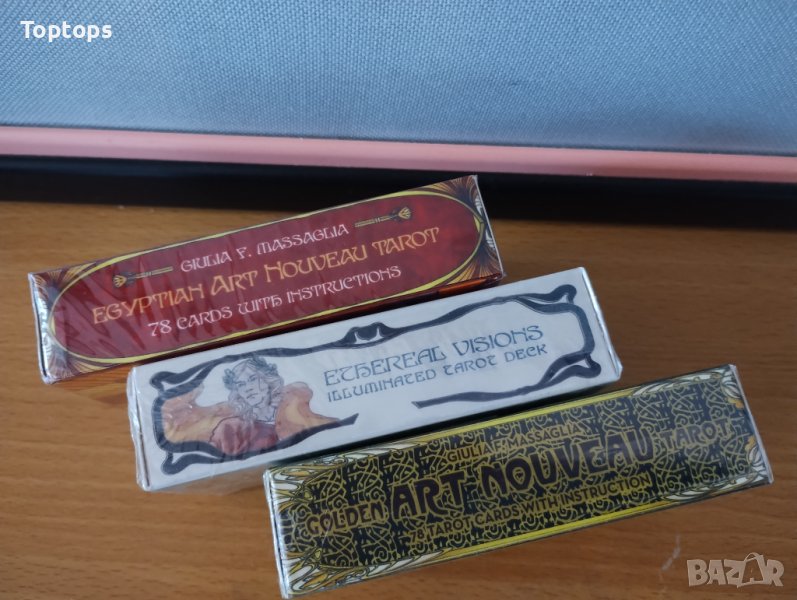 Toptops
GIULIA F. MASSAGLIA
EGYPTIAN ART NOUVEAU TAROT
78 CARDS WITH INSTRUCTIONS
ETHEREAL VISIONS
ILLUMINATED TAROT DECK
GIULIA F. MASSAGLIA
GOLDEN ART NOUVEAU TAROT
78 TAROT CARDS WITH INSTRUCTION
BAZAR